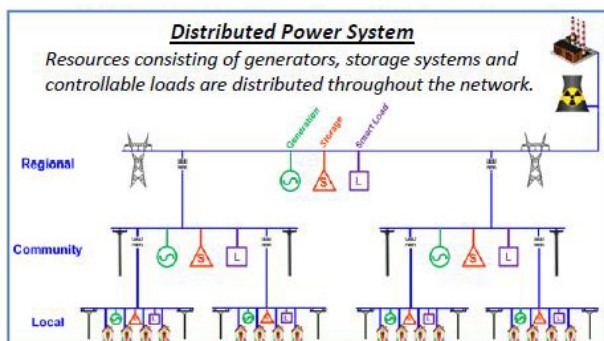 Distributed Power System
Resources consisting of generators, storage systems and
controllable loads are distributed throughout the network.
Generation
Storage
Smart Load
Regional
S
L
Community
S
L
S
L
Local